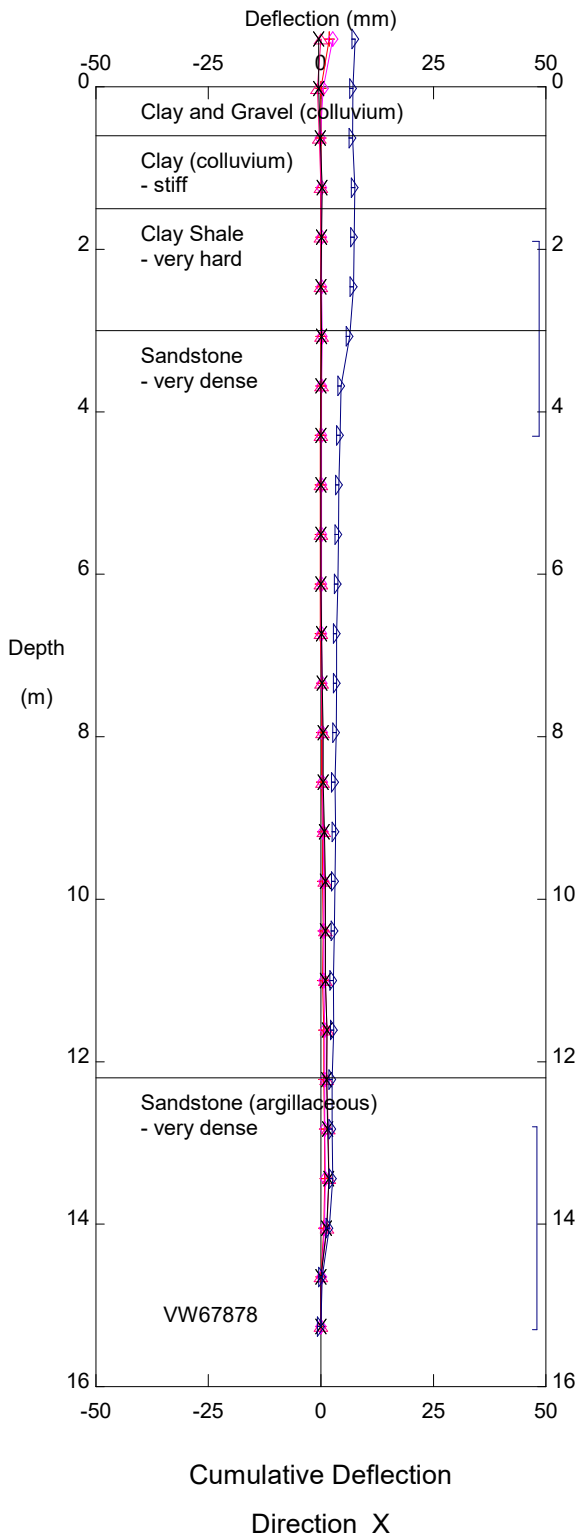 Deflection (mm)
-50 -25 0 25 50
0 0
Clay and Gravel (colluvium)
Clay (colluvium)
- stiff
Clay Shale
- very hard
2 2
Sandstone
- very dense
4 4
6 6
Depth
(m)
8 8
10 10
12 12
Sandstone (argillaceous)
- very dense
14 14
VW67878
16 16
-50 -25 0 25 50
Cumulative Deflection
Direction X